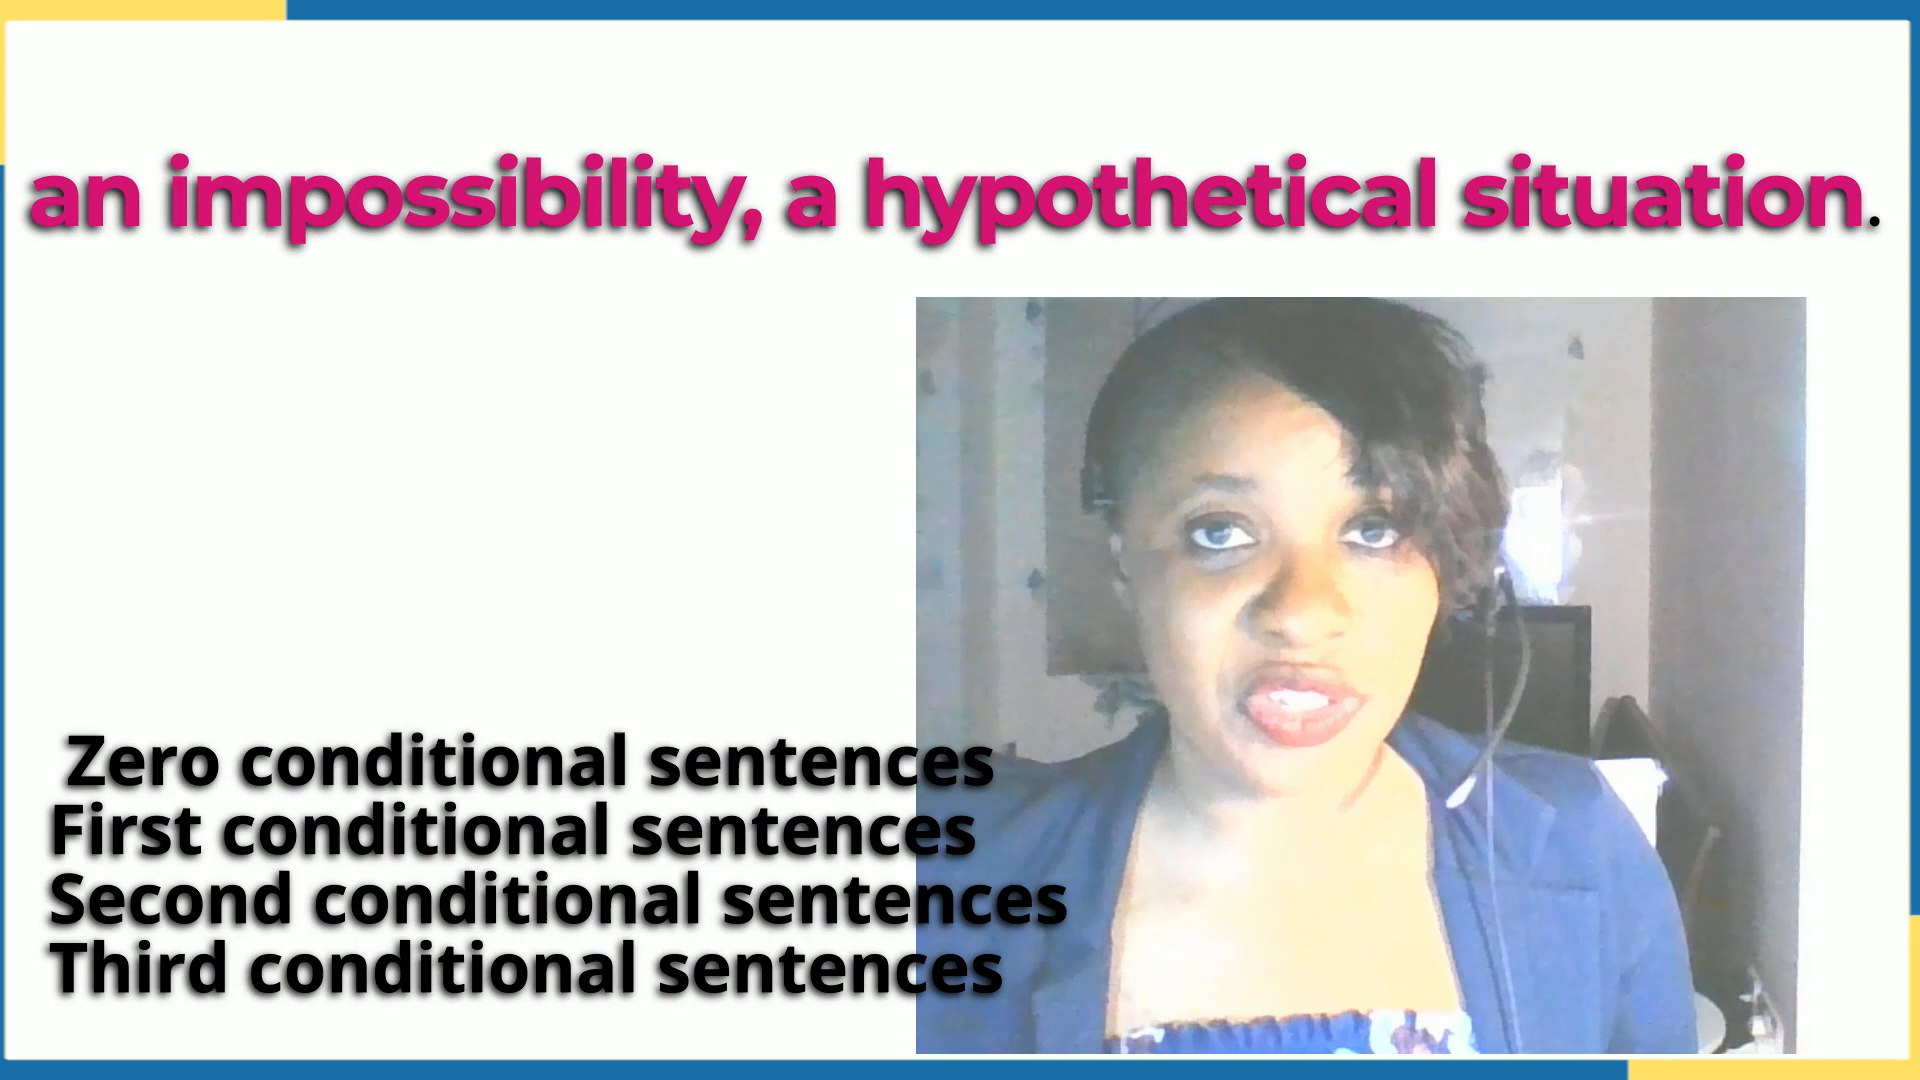 an impossibility, a hypothetical situation.
Zero conditional sentences
First conditional sentences
Second conditional sentences
Third conditional sentences